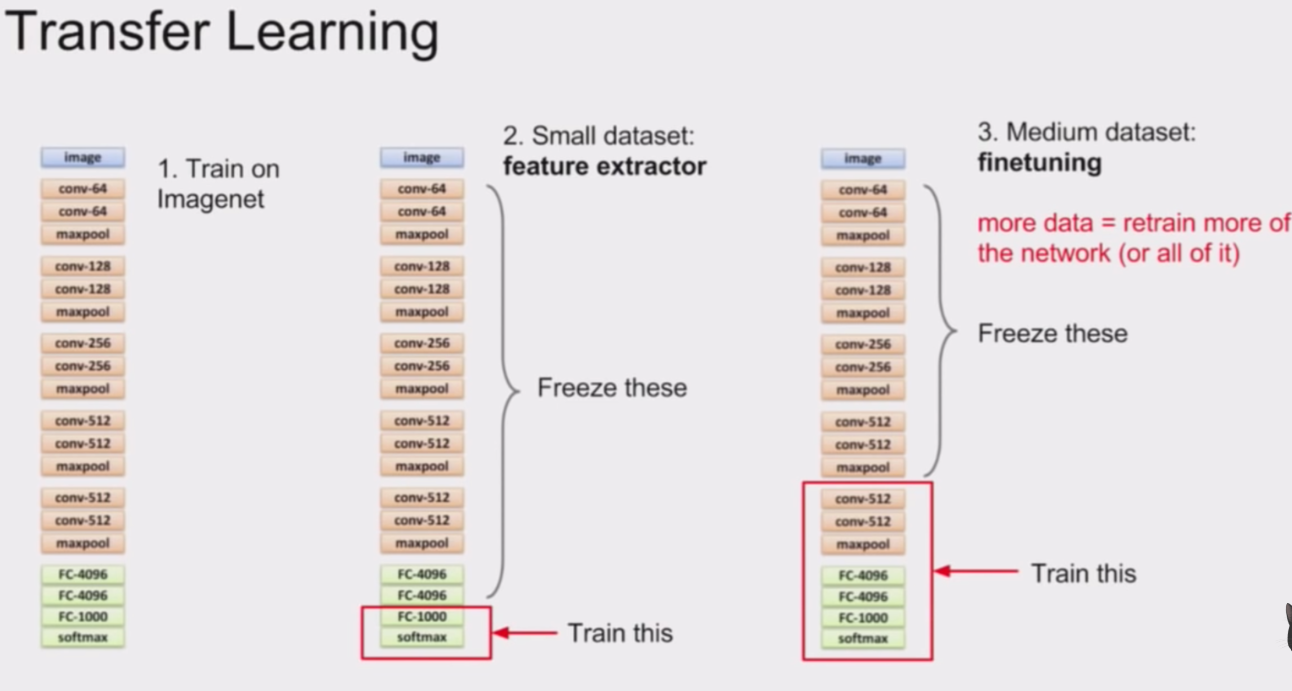 Transfer Learning
image
conv-64
conv-64
maxpool
conv-128
conv-128
maxpool
conv-256
conv-256
maxpool
conv-512
conv-512
maxpool
conv-512
conv-512
maxpool
FC-4096
FC-4096
FC-1000
softmax
1. Train on
Imagenet
image
conv-64
conv-64
maxpool
conv-128
conv-128
maxpool
conv-256
conv-256
maxpool
conv-512
conv-512
maxpool
conv-512
conv-512
maxpool
FC-4096
FC-4096
FC-1000
softmax
2. Small dataset:
feature extractor
Freeze these
Train this
image
conv-64
conv-64
maxpool
conv-128
conv-128
maxpool
conv-256
conv-256
maxpool
conv-512
conv-512
maxpool
conv-512
conv-512
maxpool
FC-4096
FC-4096
FC-1000
softmax
3. Medium dataset:
finetuning
more data = retrain more of
the network (or all of it)
Freeze these
Train this